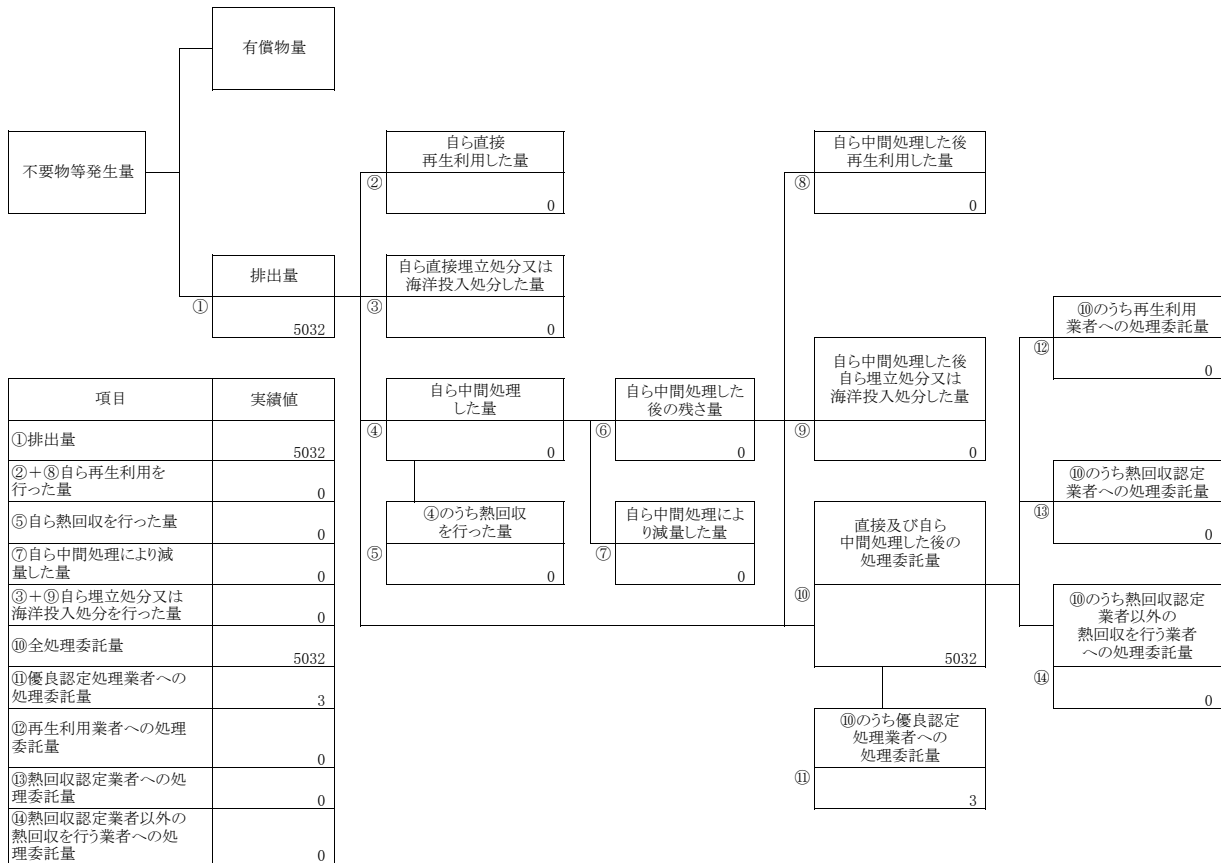 有償物量
不要物等発生量
自ら直接
再生利用した量
②
0
自ら中間処理した後
再生利用した量
⑧
0
排出量
①
5032
自ら直接埋立処分又は
海洋投入処分した量
③
0
⑩のうち再生利用
業者への処理委託量
⑫
0
自ら中間処理
した量
④
0
自ら中間処理した
後の残さ量
⑥
0
自ら中間処理した後
自ら埋立処分又は
海洋投入処分した量
⑨
0
⑩のうち熱回収認定
業者への処理委託量
⑬
0
④のうち熱回収
を行った量
⑤
0
自ら中間処理によ
り減量した量
⑦
0
直接及び自ら
中間処理した後の
処理委託量
⑩
5032
⑩のうち熱回収認定
業者以外の
熱回収を行う業者
への処理委託量
⑭
0
⑩のうち優良認定
処理業者への
処理委託量
⑪
3
項目 実績値
①排出量
5032
②+⑧自ら再生利用を
行った量
0
⑤自ら熱回収を行った量
0
⑦自ら中間処理により減
量した量
0
③+⑨自ら埋立処分又は
海洋投入処分を行った量
0
⑩全処理委託量
5032
⑪優良認定処理業者への
処理委託量
3
⑫再生利用業者への処理
委託量
0
⑬熱回収認定業者への処
理委託量
0
⑭熱回収認定業者以外の
熱回収を行う業者への処
理委託量
0